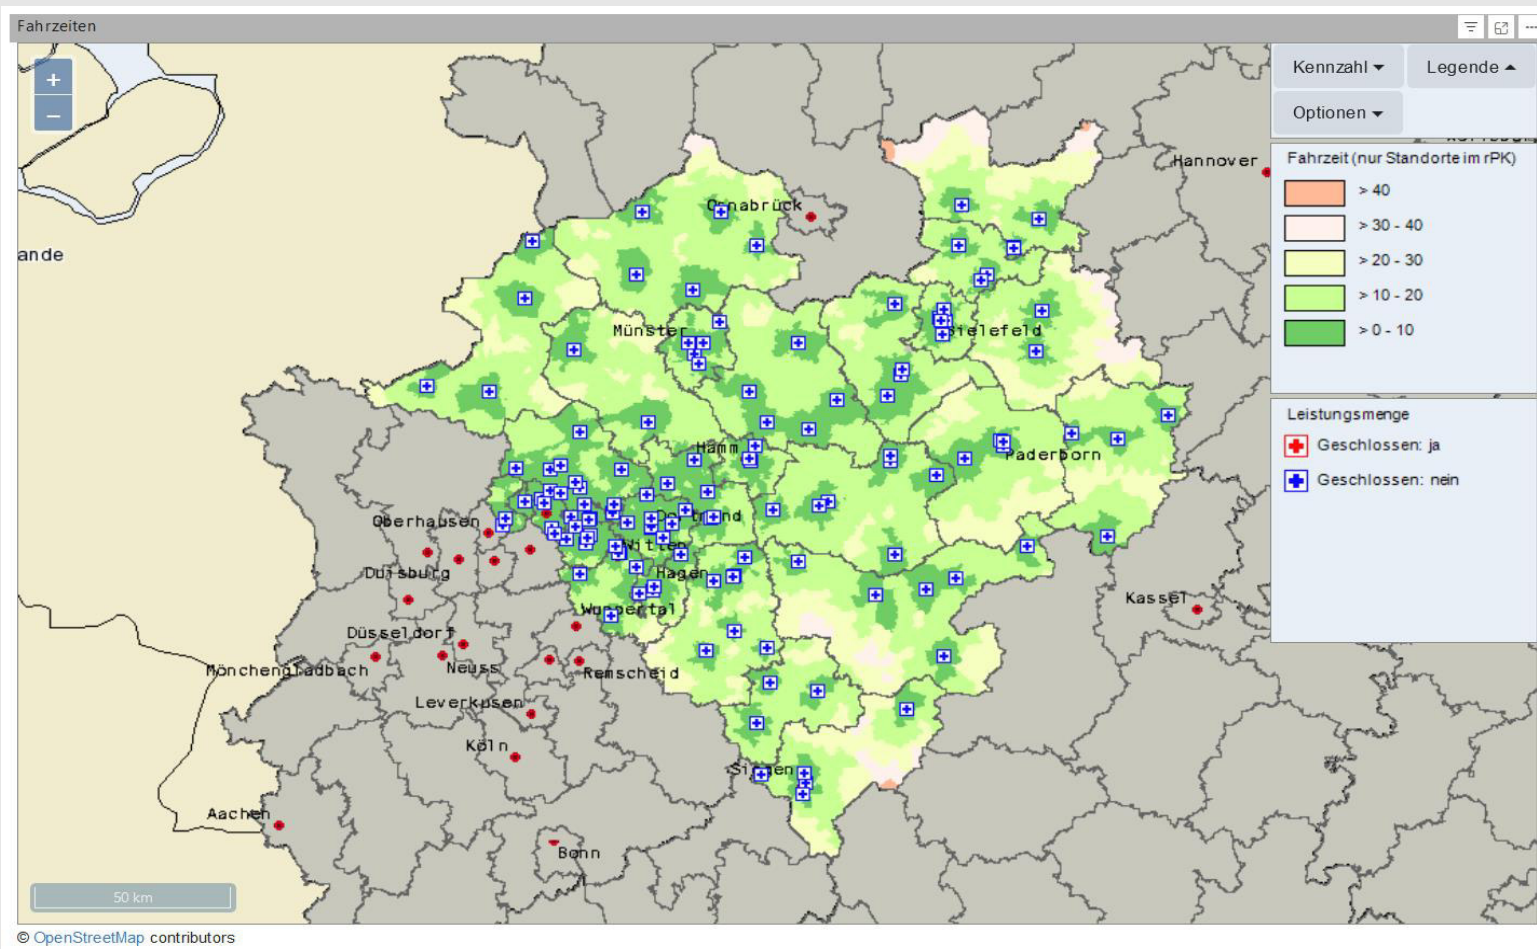 Fahrzeiten
Kennzahl
Legende
Optionen
Hannover
Fahrzeit (nur Standorte im rPK)
> 40
> 30 - 40
> 20 - 30
> 10 - 20
> 0 - 10
Osnabrück
ande
Münster
Bielefeld
Leistungsmenge
Geschlossen: ja
Geschlossen: nein
Hamm
Paderborn
Oberhausen
Dortmund
Witten
Duisburg
Hagen
Kassel
Wuppertal
Düsseldorf
Mönchengladbach
Neuss
Remscheid
Leverkusen
Köln
Siegen
Aachen
Bonn
50 km
© OpenStreetMap contributors